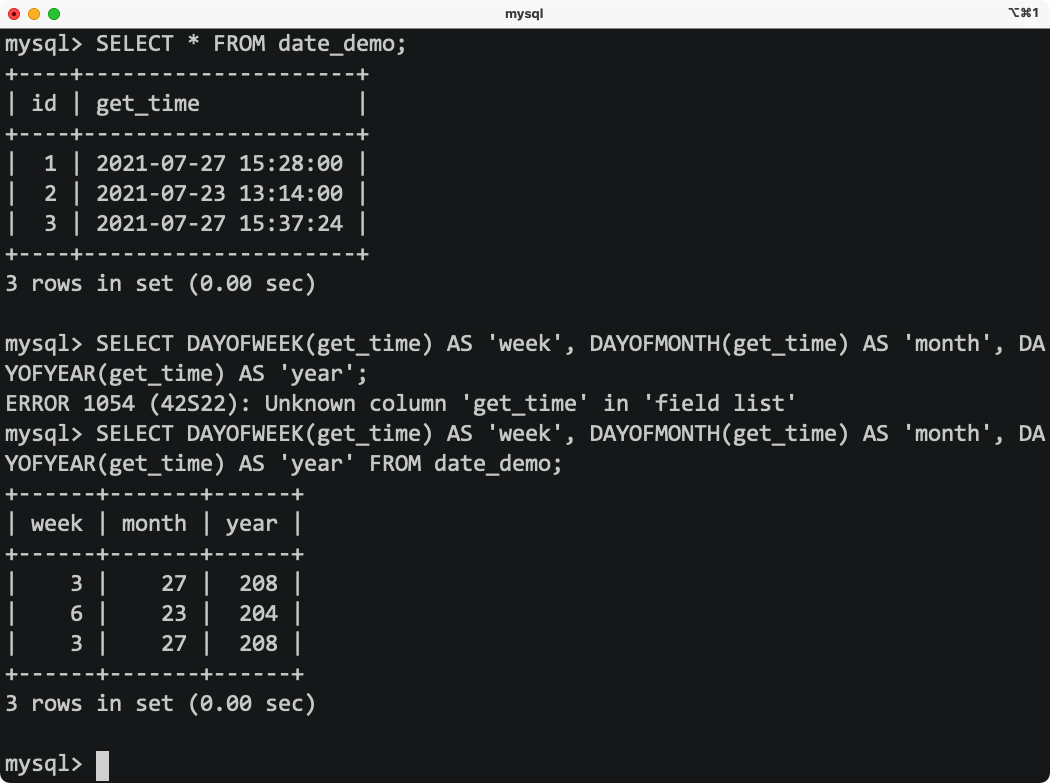 mysql
⌥⌘1
mysql> SELECT * FROM date_demo;
+----+---------------------+
| id | get_time            |
+----+---------------------+
|  1 | 2021-07-27 15:28:00 |
|  2 | 2021-07-23 13:14:00 |
|  3 | 2021-07-27 15:37:24 |
+----+---------------------+
3 rows in set (0.00 sec)

mysql> SELECT DAYOFWEEK(get_time) AS 'week', DAYOFMONTH(get_time) AS 'month', DA
YOFYEAR(get_time) AS 'year';
ERROR 1054 (42S22): Unknown column 'get_time' in 'field list'
mysql> SELECT DAYOFWEEK(get_time) AS 'week', DAYOFMONTH(get_time) AS 'month', DA
YOFYEAR(get_time) AS 'year' FROM date_demo;
+------+-------+------+
| week | month | year |
+------+-------+------+
|    3 |    27 |  208 |
|    6 |    23 |  204 |
|    3 |    27 |  208 |
+------+-------+------+
3 rows in set (0.00 sec)

mysql>